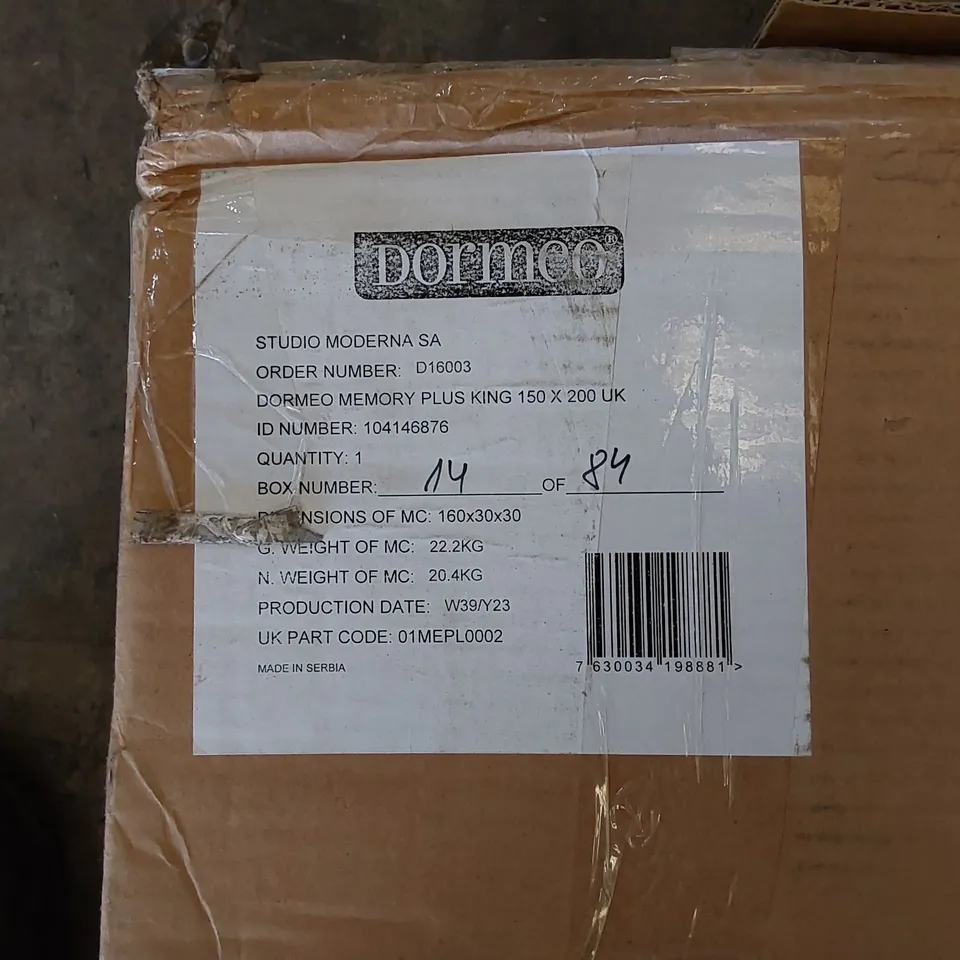 Dormeo®
STUDIO MODERNA SA
ORDER NUMBER: D16003
DORMEO MEMORY PLUS KING 150 X 200 UK
ID NUMBER: 104146876
QUANTITY: 1
BOX NUMBER: 14 OF 84
DIMENSIONS OF MC: 160x30x30
G. WEIGHT OF MC: 22.2KG
N. WEIGHT OF MC: 20.4KG
PRODUCTION DATE: W39/Y23
UK PART CODE: 01MEPL0002
MADE IN SERBIA
7 630034 198881 >